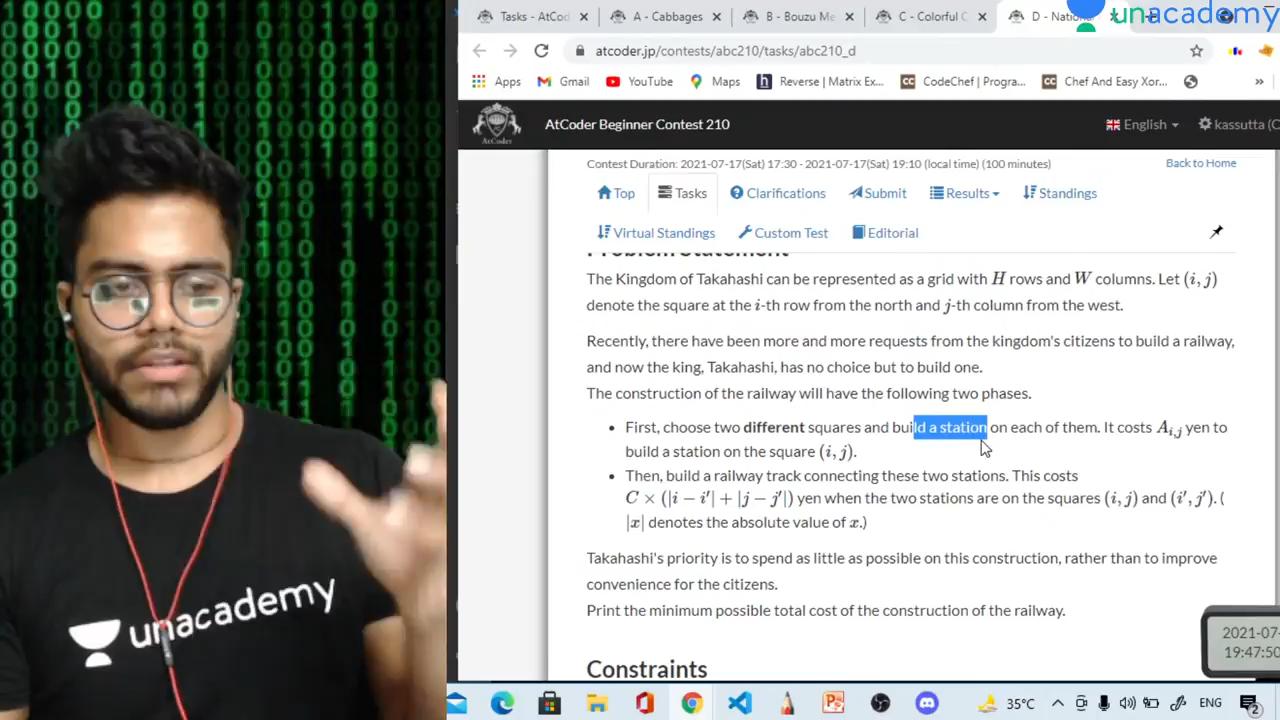 Tasks - AtCo
A - Cabbages
B - Bouzu Me
C - Colorful C
D - Nation
unacademy
atcoder.jp/contests/abc210/tasks/abc210_d
Apps
Gmail
YouTube
Maps
Reverse | Matrix Ex...
CodeChef | Progra...
Chef And Easy Xor...
»
AtCoder Beginner Contest 210
English
kassutta (C
Contest Duration: 2021-07-17(Sat) 17:30 - 2021-07-17(Sat) 19:10 (local time) (100 minutes)
Back to Home
Top
Tasks
Clarifications
Submit
Results
Standings
Virtual Standings
Custom Test
Editorial
Problem Statement
The Kingdom of Takahashi can be represented as a grid with H rows and W columns. Let (i, j)
denote the square at the i-th row from the north and j-th column from the west.
Recently, there have been more and more requests from the kingdom's citizens to build a railway,
and now the king, Takahashi, has no choice but to build one.
The construction of the railway will have the following two phases.
• First, choose two different squares and build a station on each of them. It costs A_{i,j} yen to
build a station on the square (i, j).
• Then, build a railway track connecting these two stations. This costs
C × (|i − i′| + |j − j′|) yen when the two stations are on the squares (i, j) and (i′, j′). (
|x| denotes the absolute value of x.)
Takahashi's priority is to spend as little as possible on this construction, rather than to improve
convenience for the citizens.
Print the minimum possible total cost of the construction of the railway.
Constraints
2021-07-
19:47:50
unacademy
35°C
ENG
2